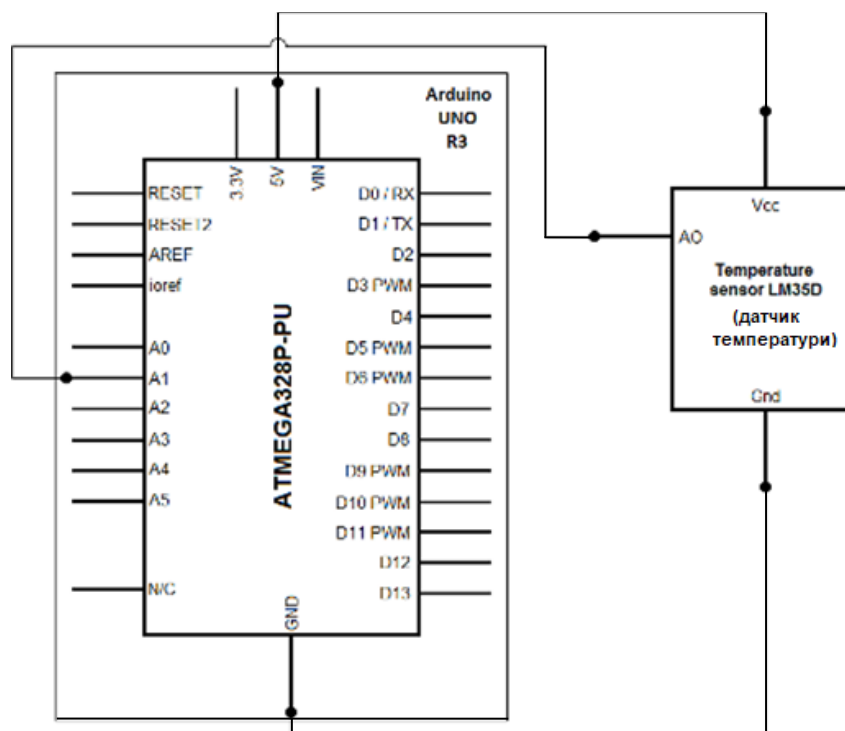 Arduino
UNO
R3
3.3V
5V
VIN
RESET
RESET2
AREF
ioref
A0
A1
A2
A3
A4
A5
N/C
ATMEGA328P-PU
D0 / RX
D1 / TX
D2
D3 PWM
D4
D5 PWM
D6 PWM
D7
D8
D9 PWM
D10 PWM
D11 PWM
D12
D13
GND
Vcc
AO
Temperature
sensor LM35D
(датчик
температури)
Gnd